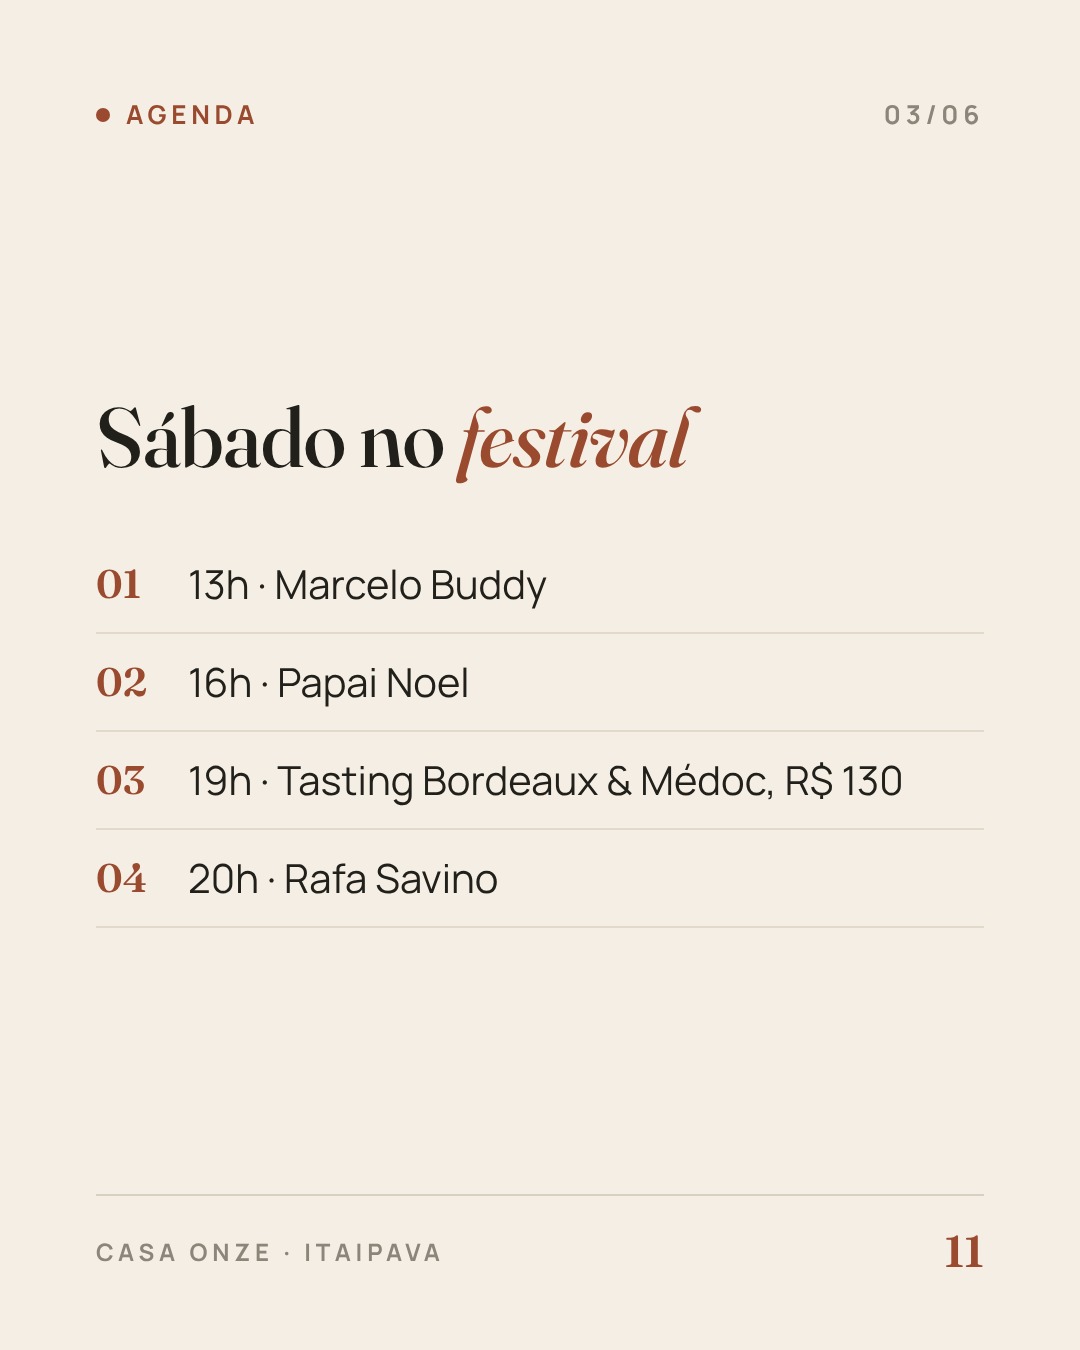 AGENDA
03/06
Sábado no festival
01 13h · Marcelo Buddy
02 16h · Papai Noel
03 19h · Tasting Bordeaux & Médoc, R$ 130
04 20h · Rafa Savino
CASA ONZE · ITAIPAVA
11